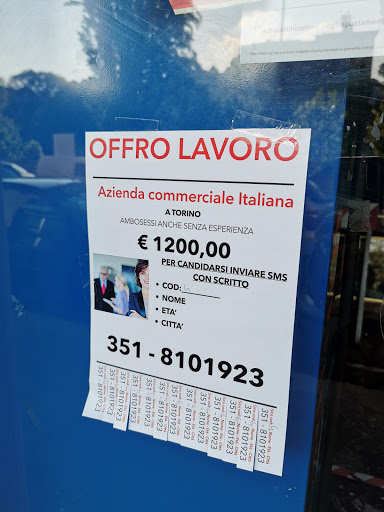 OFFRO LAVORO
Azienda commerciale Italiana
A TORINO
AMBOSESSI ANCHE SENZA ESPERIENZA
€ 1200,00
PER CANDIDARSI INVIARE SMS
CON SCRITTO
• COD:
• NOME
• ETA'
• CITTA'
351 - 8101923
351 - 8101923
351 - 8101923
351 - 8101923
351 - 8101923
351 - 8101923
351 - 8101923
351 - 8101923
351 - 8101923
351 - 8101923